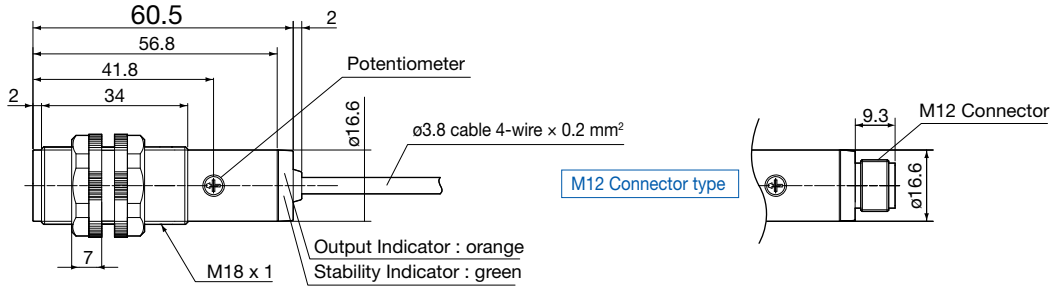 60.5
2
56.8
41.8
Potentiometer
2
34
ø16.6
ø3.8 cable 4-wire × 0.2 mm²
7
M18 x 1
Output Indicator : orange
Stability Indicator : green
M12 Connector type
9.3
M12 Connector
ø16.6